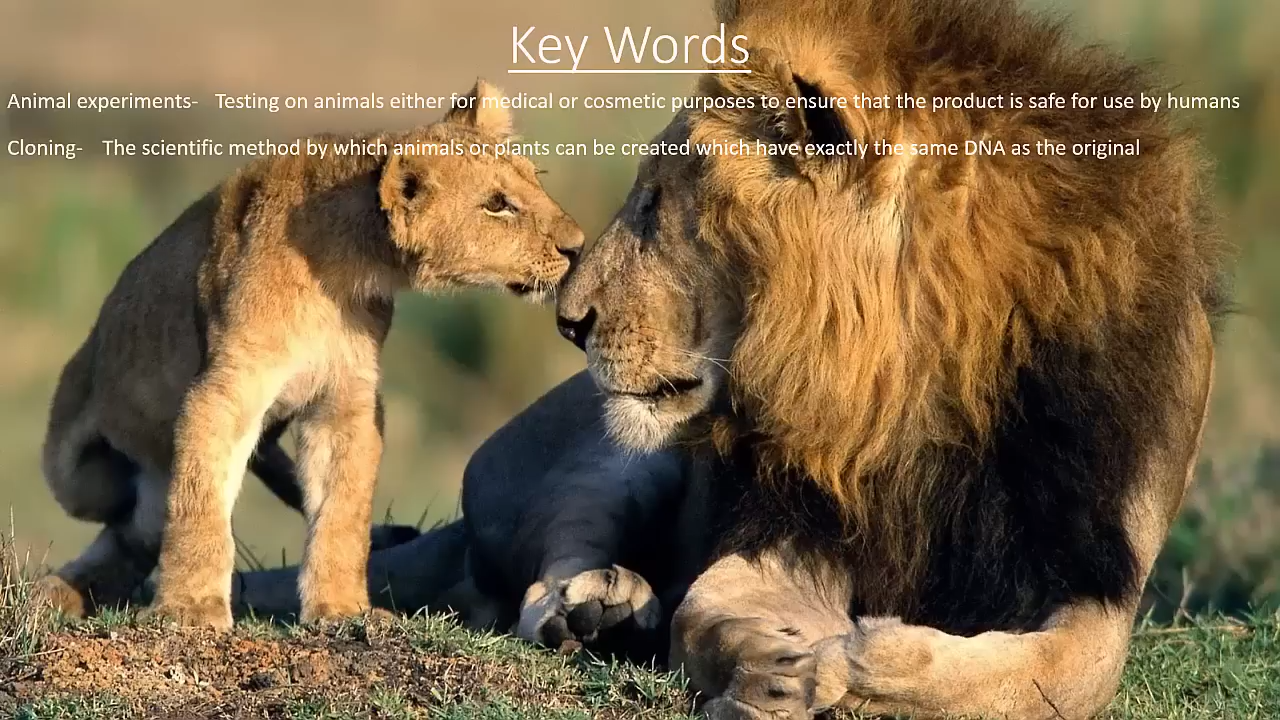 Key Words
Animal experiments- Testing on animals either for medical or cosmetic purposes to ensure that the product is safe for use by humans
Cloning- The scientific method by which animals or plants can be created which have exactly the same DNA as the original